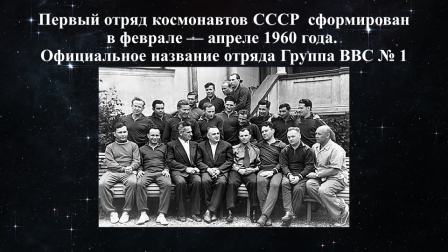 Первый отряд космонавтов СССР сформирован
в феврале — апреле 1960 года.
Официальное название отряда Группа ВВС № 1